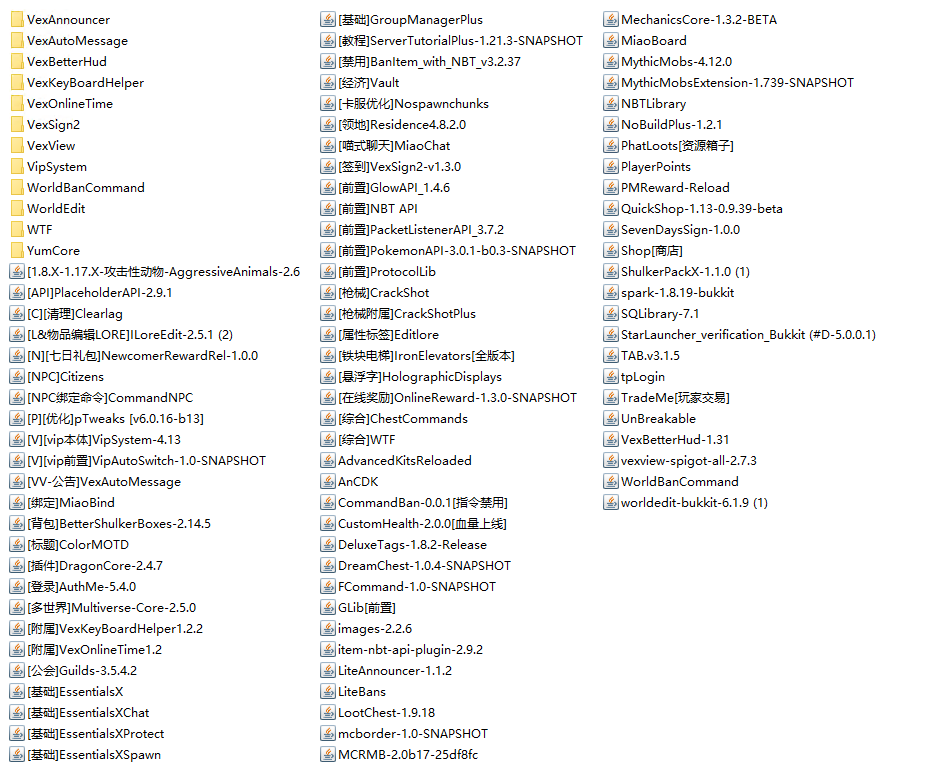 VexAnnouncer
VexAutoMessage
VexBetterHud
VexKeyBoardHelper
VexOnlineTime
VexSign2
VexView
VipSystem
WorldBanCommand
WorldEdit
WTF
YumCore
[1.8.X-1.17.X-攻击性动物-AggressiveAnimals-2.6
[API]PlaceholderAPI-2.9.1
[C][清理]Clearlag
[L&物品编辑LORE]ILoreEdit-2.5.1 (2)
[N][七日礼包]NewcomerRewardRel-1.0.0
[NPC]Citizens
[NPC绑定命令]CommandNPC
[P][优化]pTweaks [v6.0.16-b13]
[V][vip本体]VipSystem-4.13
[V][vip前置]VipAutoSwitch-1.0-SNAPSHOT
[VV-公告]VexAutoMessage
[绑定]MiaoBind
[背包]BetterShulkerBoxes-2.14.5
[标题]ColorMOTD
[插件]DragonCore-2.4.7
[登录]AuthMe-5.4.0
[多世界]Multiverse-Core-2.5.0
[附属]VexKeyBoardHelper1.2.2
[附属]VexOnlineTime1.2
[公会]Guilds-3.5.4.2
[基础]EssentialsX
[基础]EssentialsXChat
[基础]EssentialsXProtect
[基础]EssentialsXSpawn
[基础]GroupManagerPlus
[教程]ServerTutorialPlus-1.21.3-SNAPSHOT
[禁用]BanItem_with_NBT_v3.2.37
[经济]Vault
[卡服优化]Nospawnchunks
[领地]Residence4.8.2.0
[喵式聊天]MiaoChat
[签到]VexSign2-v1.3.0
[前置]GlowAPI_1.4.6
[前置]NBT API
[前置]PacketListenerAPI_3.7.2
[前置]PokemonAPI-3.0.1-b0.3-SNAPSHOT
[前置]ProtocolLib
[枪械]CrackShot
[枪械附属]CrackShotPlus
[属性标签]Editlore
[铁块电梯]IronElevators[全版本]
[悬浮字]HolographicDisplays
[在线奖励]OnlineReward-1.3.0-SNAPSHOT
[综合]ChestCommands
[综合]WTF
AdvancedKitsReloaded
AnCDK
CommandBan-0.0.1[指令禁用]
CustomHealth-2.0.0[血量上线]
DeluxeTags-1.8.2-Release
DreamChest-1.0.4-SNAPSHOT
FCommand-1.0-SNAPSHOT
GLib[前置]
images-2.2.6
item-nbt-api-plugin-2.9.2
LiteAnnouncer-1.1.2
LiteBans
LootChest-1.9.18
mcborder-1.0-SNAPSHOT
MCRMB-2.0b17-25df8fc
MechanicsCore-1.3.2-BETA
MiaoBoard
MythicMobs-4.12.0
MythicMobsExtension-1.739-SNAPSHOT
NBTLibrary
NoBuildPlus-1.2.1
PhatLoots[资源箱子]
PlayerPoints
PMReward-Reload
QuickShop-1.13-0.9.39-beta
SevenDaysSign-1.0.0
Shop[商店]
ShulkerPackX-1.1.0 (1)
spark-1.8.19-bukkit
SQLibrary-7.1
StarLauncher_verification_Bukkit (#D-5.0.0.1)
TAB.v3.1.5
tpLogin
TradeMe[玩家交易]
UnBreakable
VexBetterHud-1.31
vexview-spigot-all-2.7.3
WorldBanCommand
worldedit-bukkit-6.1.9 (1)